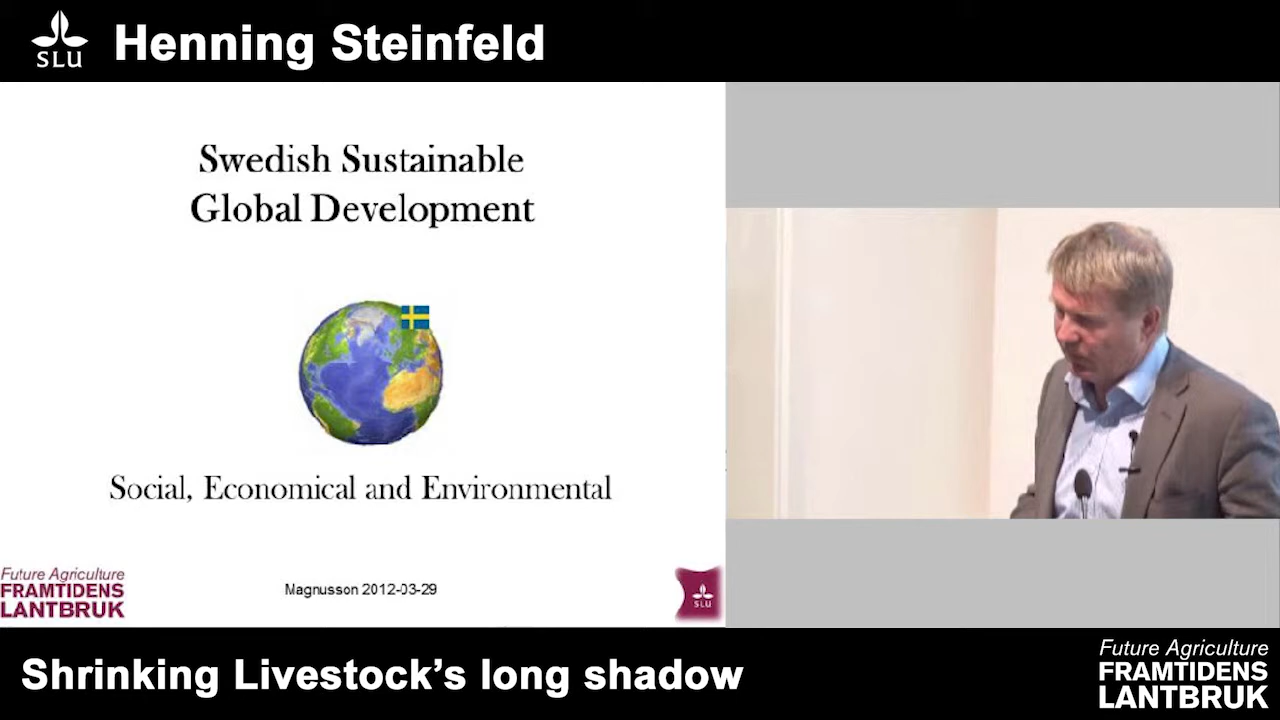 SLU
Henning Steinfeld
Swedish Sustainable
Global Development
Social, Economical and Environmental
Future Agriculture
FRAMTIDENS
LANTBRUK
Magnusson 2012-03-29
SLU
Shrinking Livestock’s long shadow
Future Agriculture
FRAMTIDENS
LANTBRUK